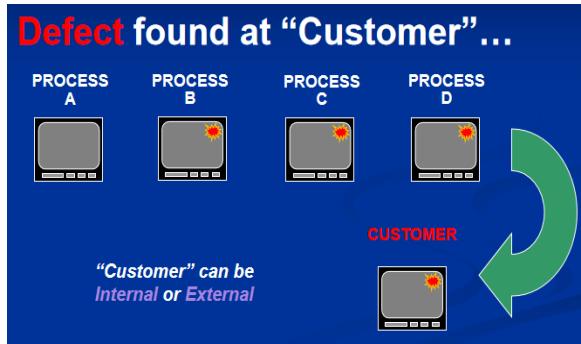 Defect found at “Customer”…
PROCESS
A
PROCESS
B
PROCESS
C
PROCESS
D
CUSTOMER
“Customer” can be
Internal or External